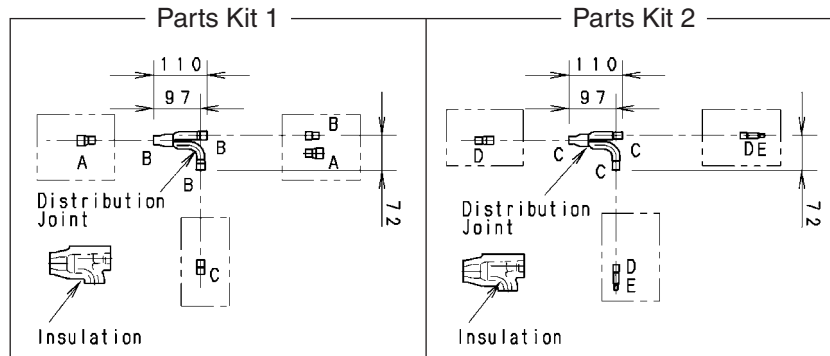 Parts Kit 1
110
97
A
B
B
B
B
A
Distribution
Joint
72
C
Insulation
Parts Kit 2
110
97
D
C
C
C
DE
Distribution
Joint
72
D
E
Insulation